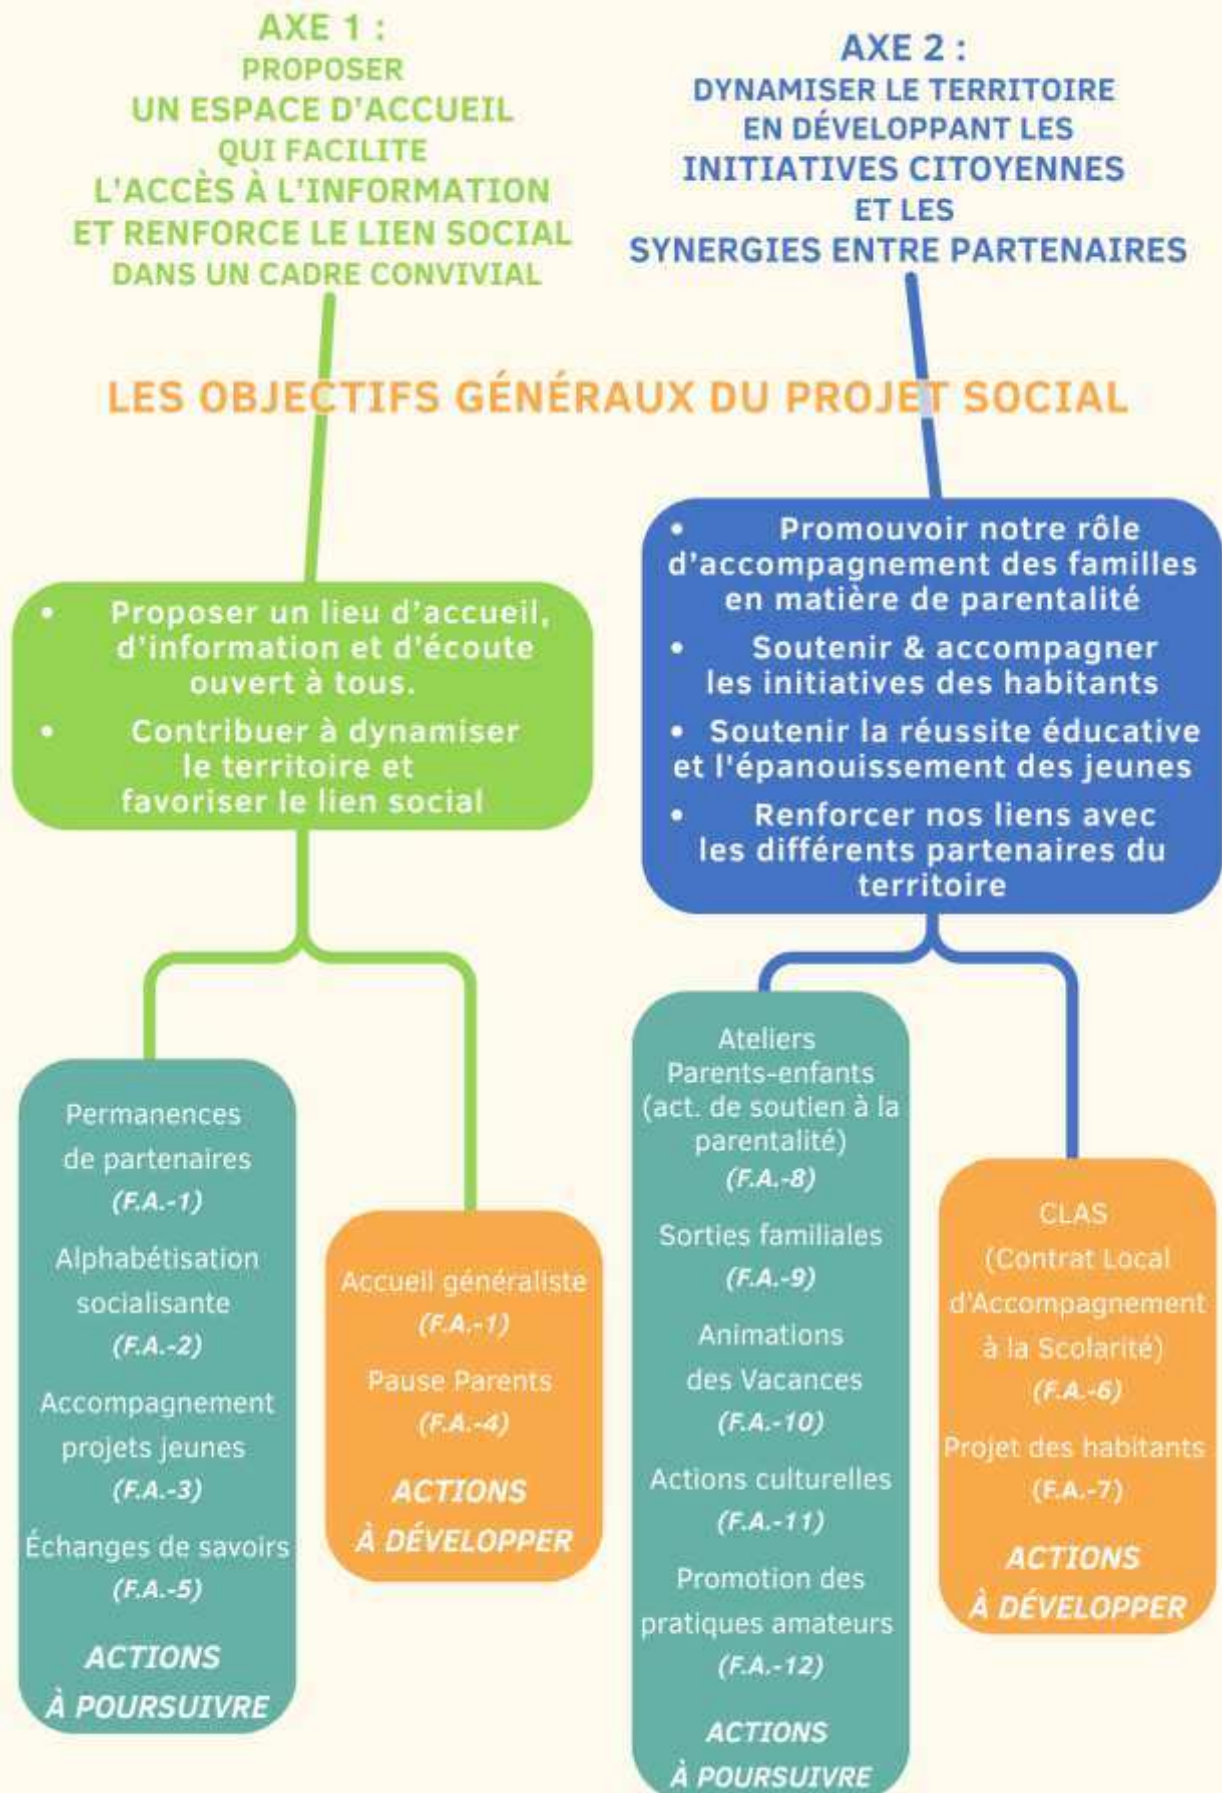 AXE 1 :
PROPOSER
UN ESPACE D'ACCUEIL
QUI FACILITE
L'ACCÈS À L'INFORMATION
ET RENFORCE LE LIEN SOCIAL
DANS UN CADRE CONVIVIAL
AXE 2 :
DYNAMISER LE TERRITOIRE
EN DÉVELOPPANT LES
INITIATIVES CITOYENNES
ET LES
SYNERGIES ENTRE PARTENAIRES
LES OBJECTIFS GÉNÉRAUX DU PROJET SOCIAL
• Proposer un lieu d'accueil,
d'information et d'écoute
ouvert à tous.
• Contribuer à dynamiser
le territoire et
favoriser le lien social
• Promouvoir notre rôle
d'accompagnement des familles
en matière de parentalité
• Soutenir & accompagner
les initiatives des habitants
• Soutenir la réussite éducative
et l'épanouissement des jeunes
• Renforcer nos liens avec
les différents partenaires du
territoire
Permanences
de partenaires
(F.A.-1)
Alphabétisation
socialisante
(F.A.-2)
Accompagnement
projets jeunes
(F.A.-3)
Échanges de savoirs
(F.A.-5)
ACTIONS
À POURSUIVRE
Accueil généraliste
(F.A.-1)
Pause Parents
(F.A.-4)
ACTIONS
À DÉVELOPPER
Ateliers
Parents-enfants
(act. de soutien à la
parentalité)
(F.A.-8)
Sorties familiales
(F.A.-9)
Animations
des Vacances
(F.A.-10)
Actions culturelles
(F.A.-11)
Promotion des
pratiques amateurs
(F.A.-12)
ACTIONS
À POURSUIVRE
CLAS
(Contrat Local
d'Accompagnement
à la Scolarité)
(F.A.-6)
Projet des habitants
(F.A.-7)
ACTIONS
À DÉVELOPPER